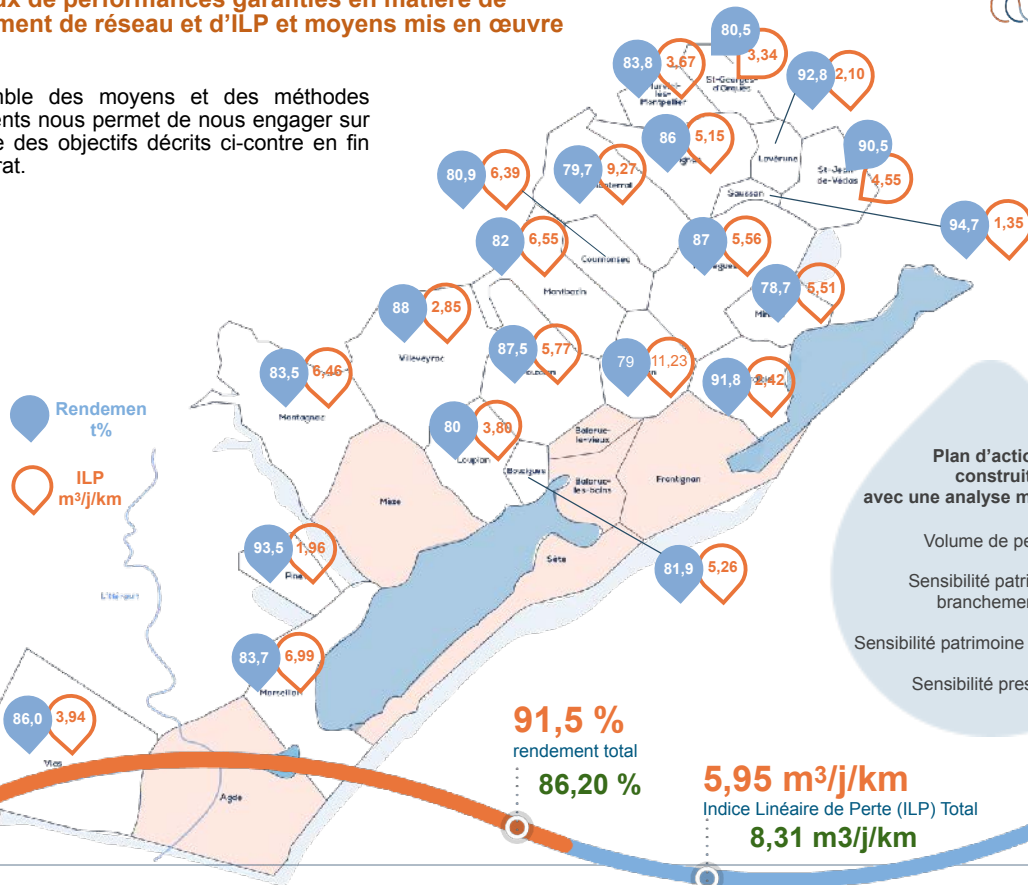 ux de performances garanties en matière de
ment de réseau et d'ILP et moyens mis en œuvre
mble des moyens et des méthodes
ents nous permet de nous engager sur
e des objectifs décrits ci-contre en fin
rat.
80,5
3,34
83,8
3,67
St-Georges-d'Orques
92,8
2,10
Montpellier
86
5,15
Lavérune
90,5
4,55
St-Jean-de-Védas
80,9
6,39
79,7
9,27
Saussan
94,7
1,35
82
6,55
Cournonsec
87
5,56
Montbazin
78,7
5,51
88
2,85
Villeveyrac
87,5
5,77
79
11,23
91,8
2,42
83,5
6,46
Montagnac
Rendemen
t%
ILP
m³/j/km
80
3,80
Loupian
Bouzigues
Balaruc-le-vieux
Balaruc-les-bains
Frontignan
Mèze
Sète
93,5
1,96
Pine
81,9
5,26
83,7
6,99
Marseillan
86,0
3,94
Vias
Agde
Plan d'actio
construit
avec une analyse m
Volume de pe
Sensibilité patri
branchemen
Sensibilité patrimoine
Sensibilité pres
91,5 %
rendement total
86,20 %
5,95 m³/j/km
Indice Linéaire de Perte (ILP) Total
8,31 m3/j/km